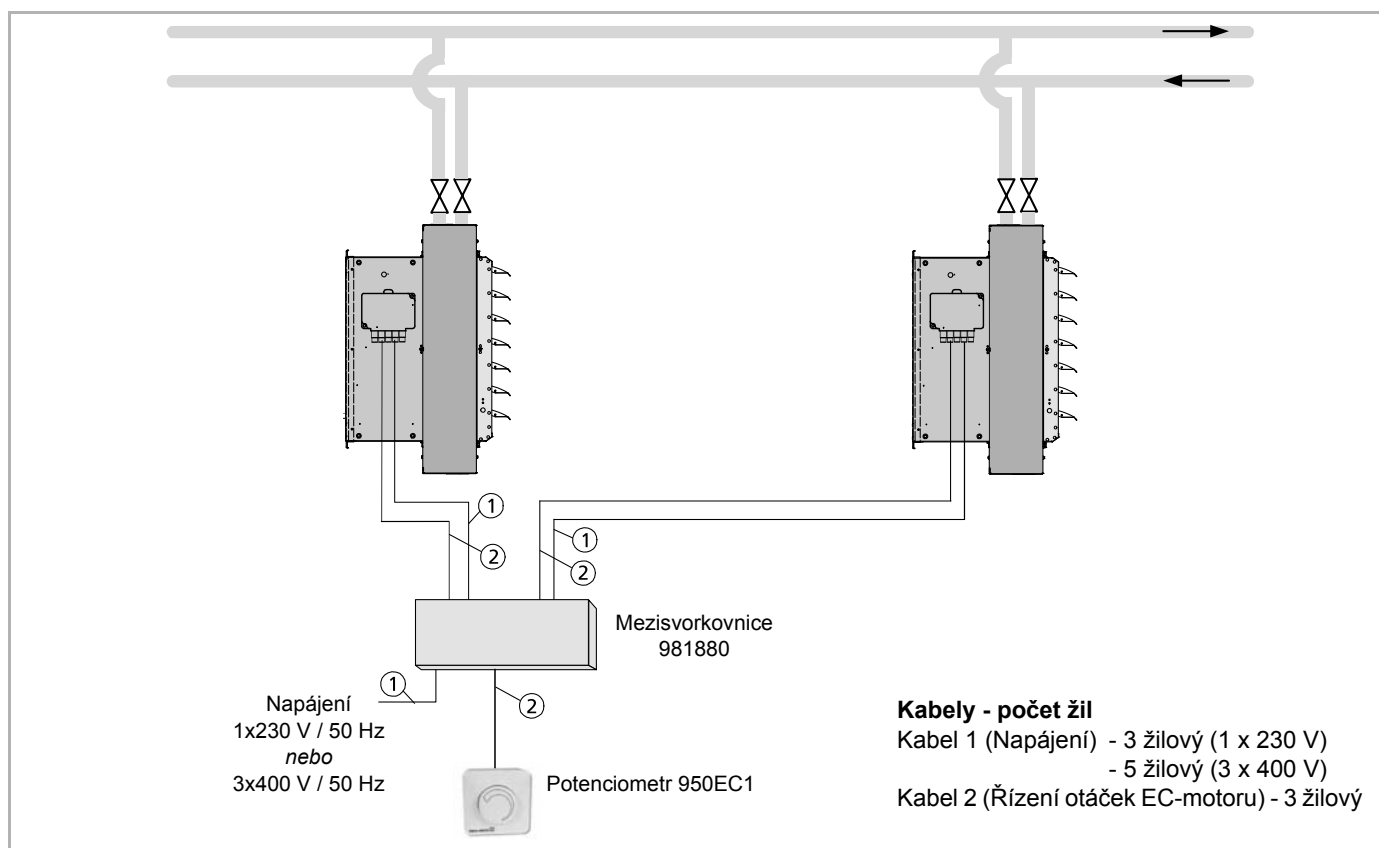 1
2
1
2
Mezisvorkovnice
981880
1
2
Napájení
1x230 V / 50 Hz
nebo
3x400 V / 50 Hz
Potenciometr 950EC1
Kabely - počet žil
Kabel 1 (Napájení) - 3 žilový (1 x 230 V)
- 5 žilový (3 x 400 V)
Kabel 2 (Řízení otáček EC-motoru) - 3 žilový